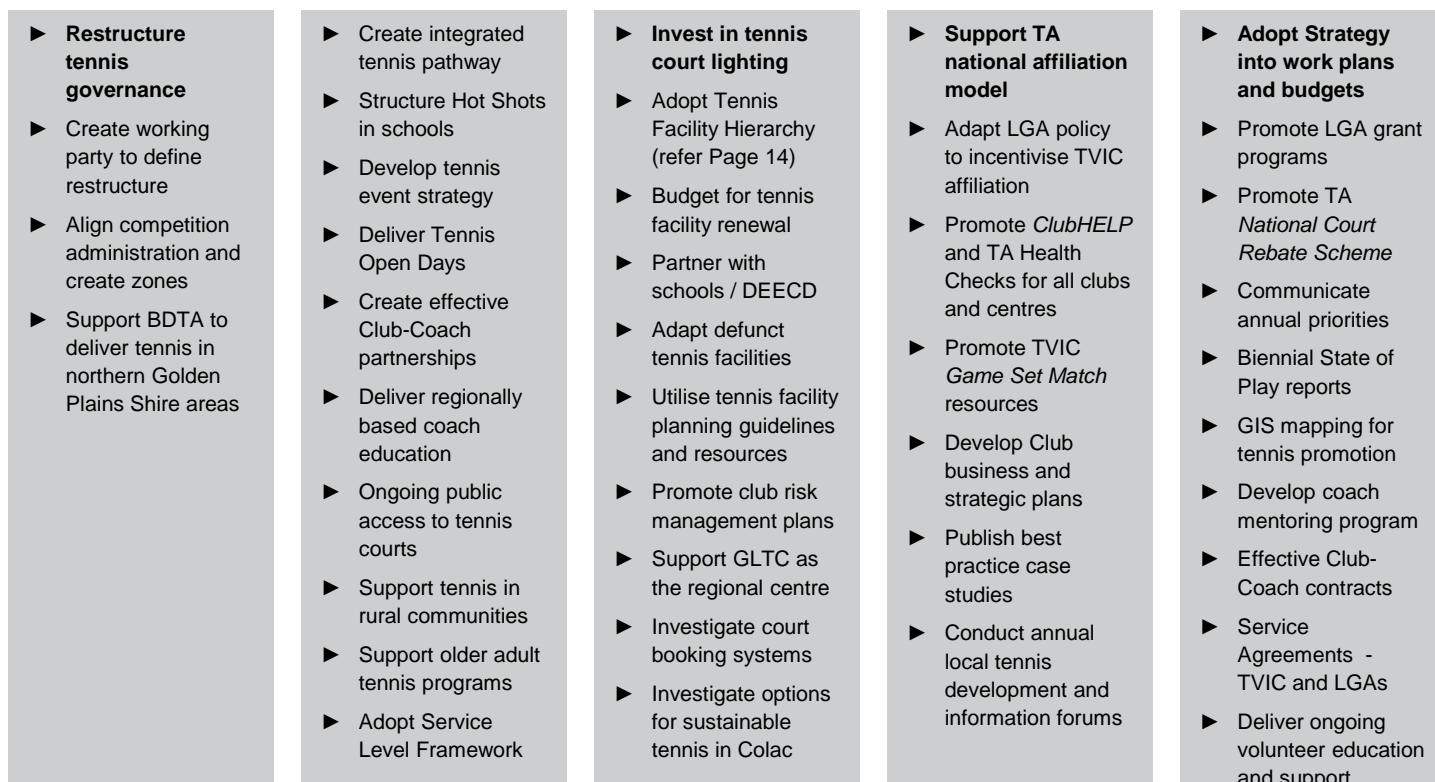 ► Restructure
tennis
governance
► Create working
party to define
restructure
► Align competition
administration and
create zones
► Support BDTA to
deliver tennis in
northern Golden
Plains Shire areas
► Create integrated
tennis pathway
► Structure Hot Shots
in schools
► Develop tennis
event strategy
► Deliver Tennis
Open Days
► Create effective
Club-Coach
partnerships
► Deliver regionally
based coach
education
► Ongoing public
access to tennis
courts
► Support tennis in
rural communities
► Support older adult
tennis programs
► Adopt Service
Level Framework
► Invest in tennis
court lighting
► Adopt Tennis
Facility Hierarchy
(refer Page 14)
► Budget for tennis
facility renewal
► Partner with
schools / DEECD
► Adapt defunct
tennis facilities
► Utilise tennis facility
planning guidelines
and resources
► Promote club risk
management plans
► Support GLTC as
the regional centre
► Investigate court
booking systems
► Investigate options
for sustainable
tennis in Colac
► Support TA
national affiliation
model
► Adapt LGA policy
to incentivise TVIC
affiliation
► Promote ClubHELP
and TA Health
Checks for all clubs
and centres
► Promote TVIC
Game Set Match
resources
► Develop Club
business and
strategic plans
► Publish best
practice case
studies
► Conduct annual
local tennis
development and
information forums
► Adopt Strategy
into work plans
and budgets
► Promote LGA grant
programs
► Promote TA
National Court
Rebate Scheme
► Communicate
annual priorities
► Biennial State of
Play reports
► GIS mapping for
tennis promotion
► Develop coach
mentoring program
► Effective Club-
Coach contracts
► Service
Agreements -
TVIC and LGAs
► Deliver ongoing
volunteer education
and support